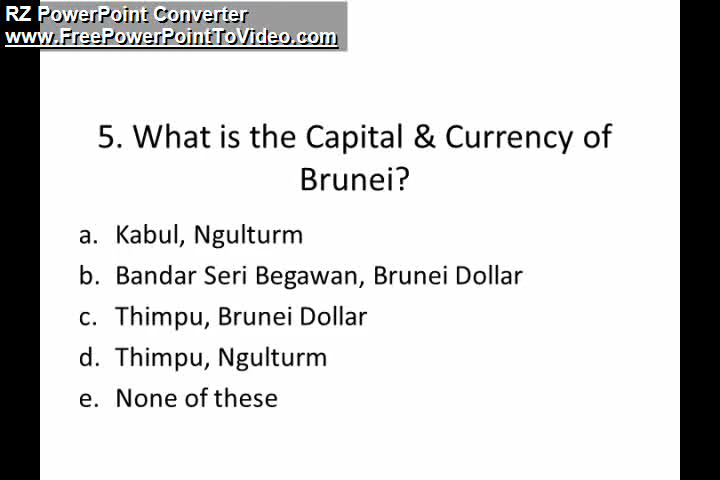 RZ PowerPoint Converter
www.FreePowerPointToVideo.com
5. What is the Capital & Currency of
Brunei?
a. Kabul, Ngulturm
b. Bandar Seri Begawan, Brunei Dollar
c. Thimpu, Brunei Dollar
d. Thimpu, Ngulturm
e. None of these